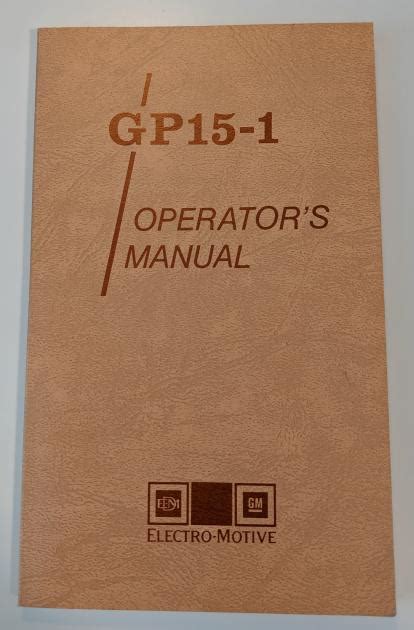 GP15-1
OPERATOR'S
MANUAL
EMD GM
ELECTRO-MOTIVE